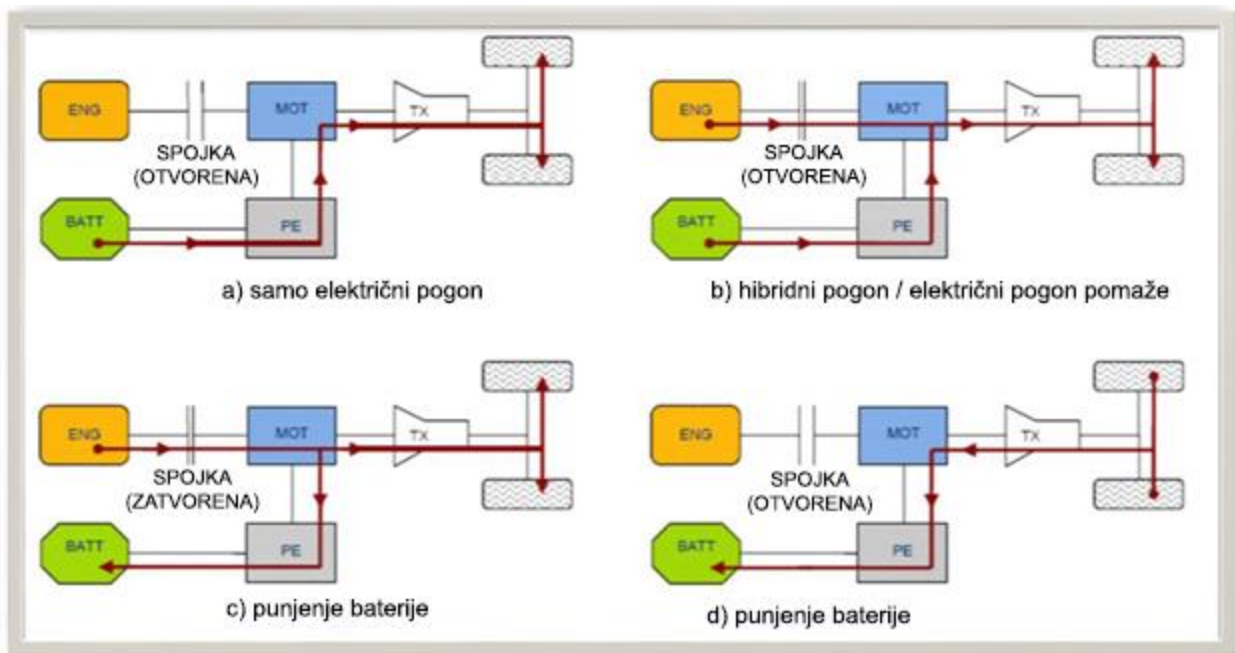 ENG
MOT
TX
SPOJKA
(OTVORENA)
BATT
PE
a) samo električni pogon
ENG
MOT
TX
SPOJKA
(OTVORENA)
BATT
PE
b) hibridni pogon / električni pogon pomaže
ENG
MOT
TX
SPOJKA
(ZATVORENA)
BATT
PE
c) punjenje baterije
ENG
MOT
TX
SPOJKA
(OTVORENA)
BATT
PE
d) punjenje baterije